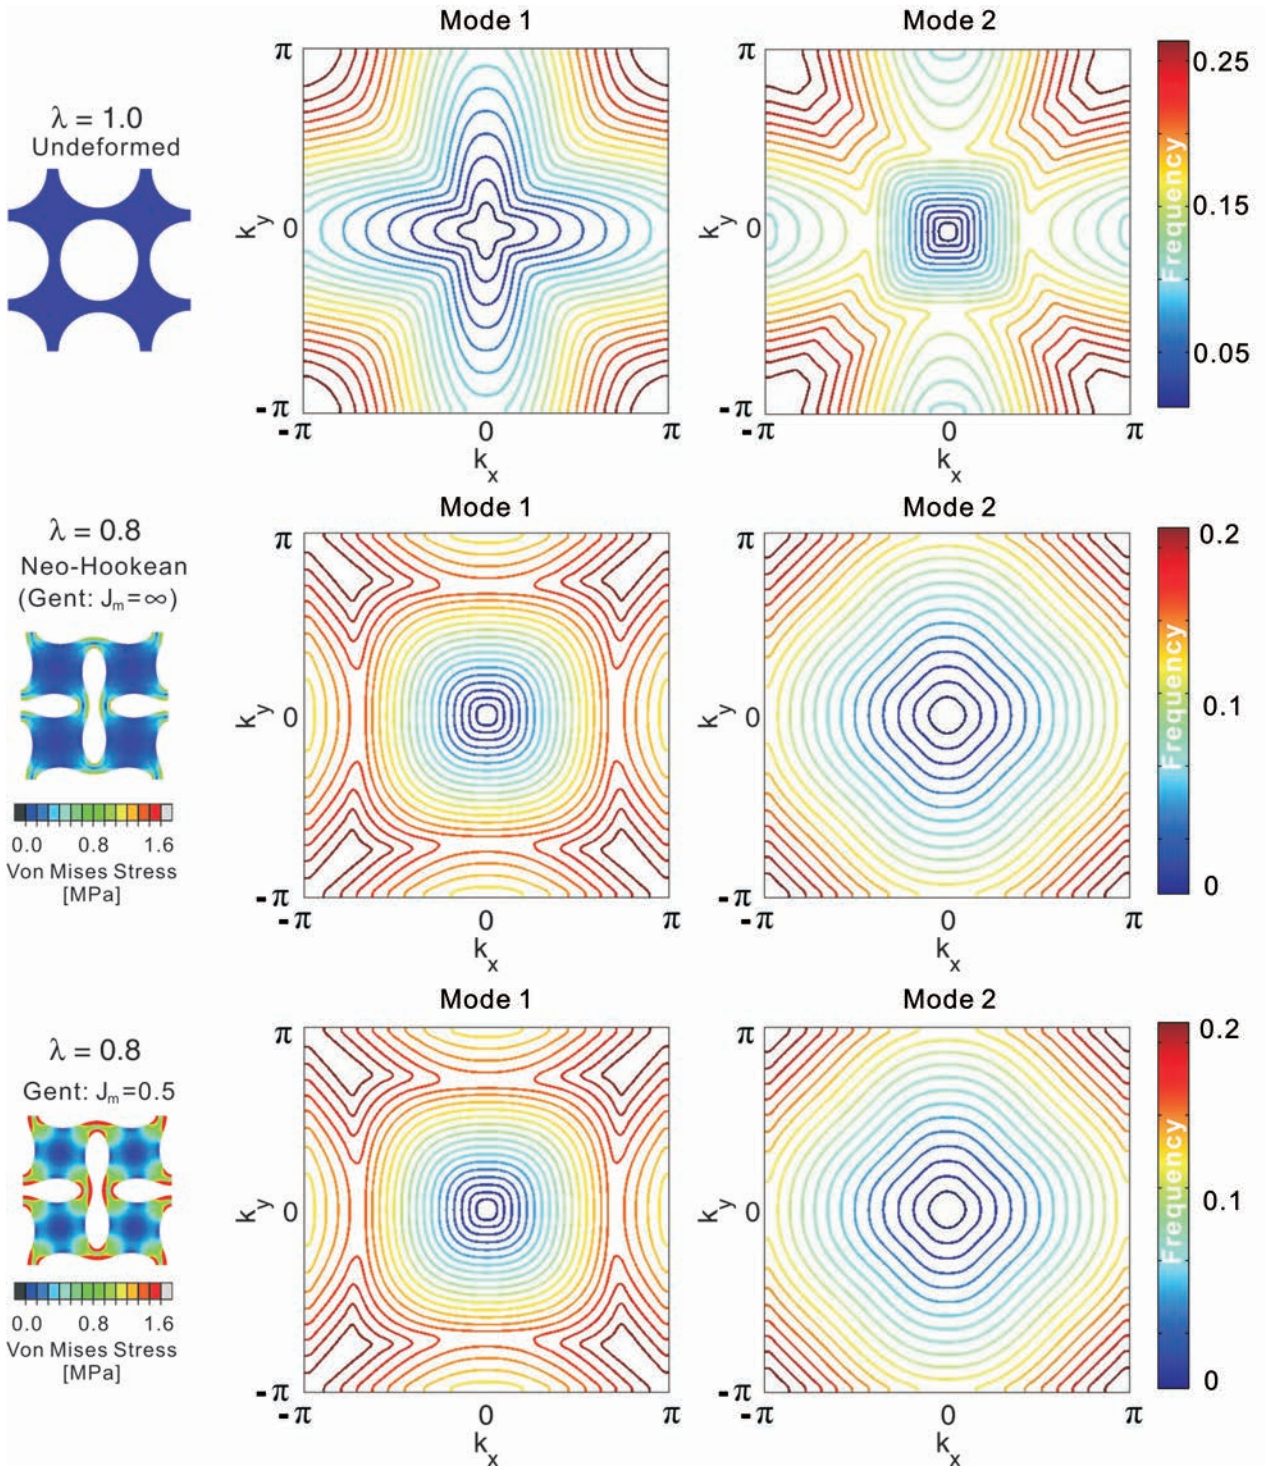 Mode 1
Mode 2
λ = 1.0
Undeformed
π
k_y 0
-π
-π 0 π
k_x
π
k_y 0
-π
-π 0 π
k_x
0.25
0.15
0.05
Frequency
Mode 1
Mode 2
λ = 0.8
Neo-Hookean
(Gent: J_m=∞)
0.0 0.8 1.6
Von Mises Stress
[MPa]
π
k_y 0
-π
-π 0 π
k_x
π
k_y 0
-π
-π 0 π
k_x
0.2
0.1
0
Frequency
Mode 1
Mode 2
λ = 0.8
Gent: J_m=0.5
0.0 0.8 1.6
Von Mises Stress
[MPa]
π
k_y 0
-π
-π 0 π
k_x
π
k_y 0
-π
-π 0 π
k_x
0.2
0.1
0
Frequency